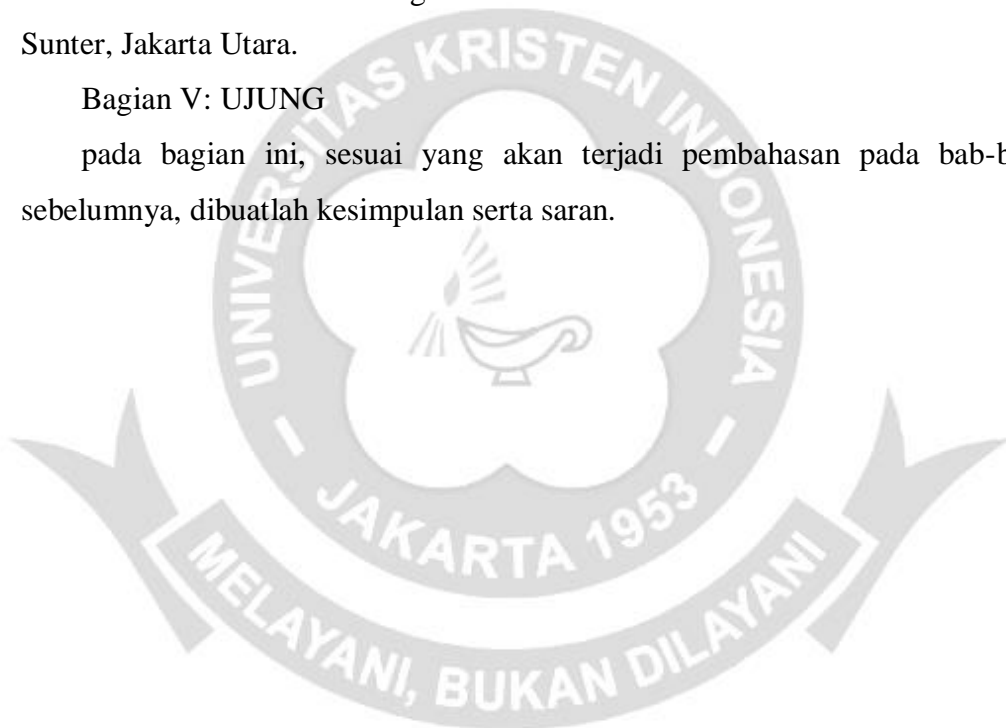 Sunter, Jakarta Utara.
Bagian V: UJUNG
pada bagian ini, sesuai yang akan terjadi pembahasan pada bab-b
sebelumnya, dibuatlah kesimpulan serta saran.
UNIVERSITAS KRISTEN INDONESIA
- JAKARTA 1953 -
MELAYANI, BUKAN DILAYANI